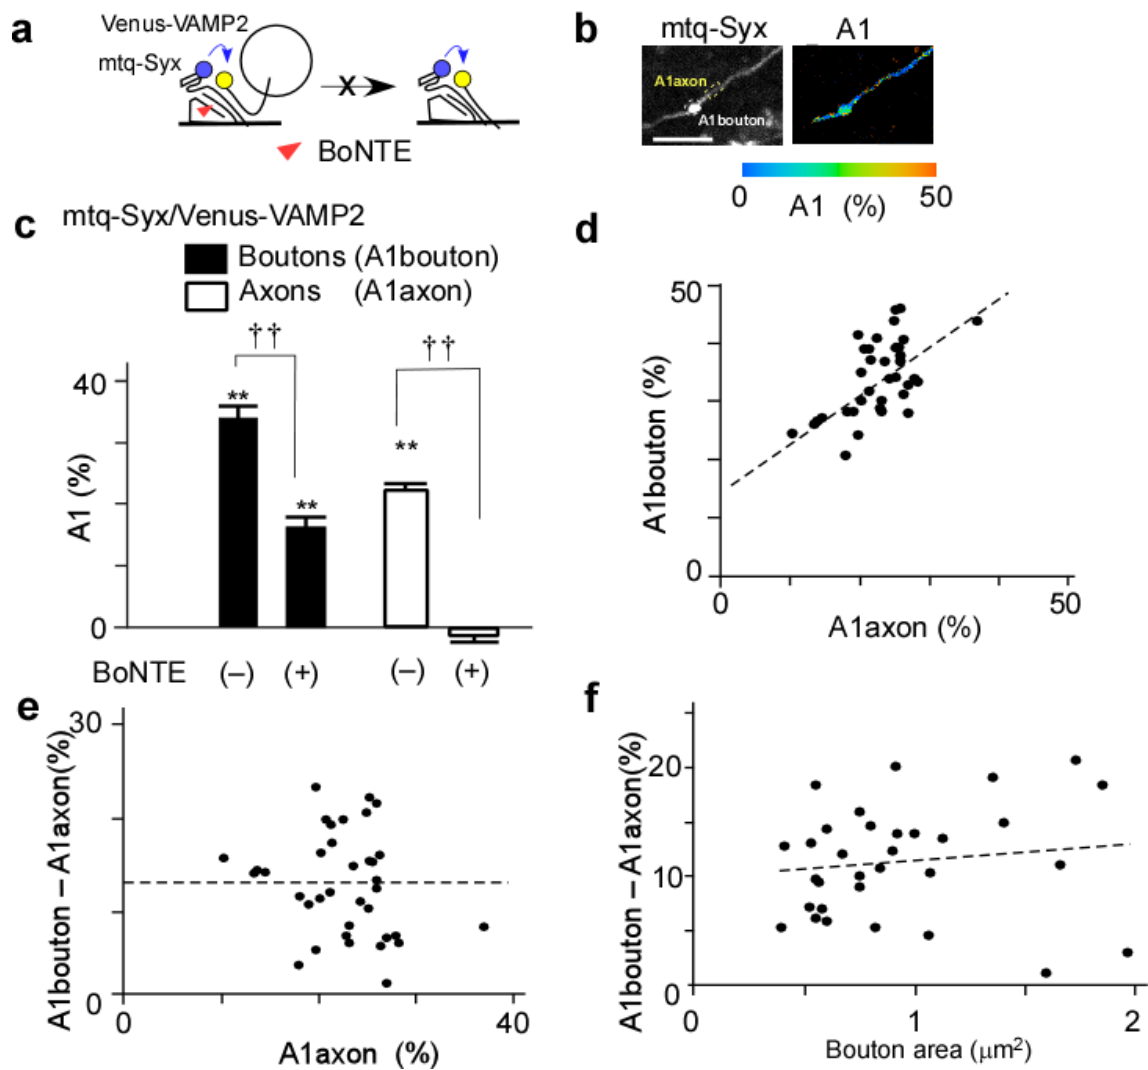 a
Venus-VAMP2
mtq-Syx
X
BoNTE
b
mtq-Syx
A1
A1axon
A1bouton
0
50
A1 (%)
c
mtq-Syx/Venus-VAMP2
Boutons (A1bouton)
Axons (A1axon)
††
††
**
**
**
40
0
A1 (%)
BoNTE (–) (+) (–) (+)
d
50
0
A1bouton (%)
0
50
A1axon (%)
e
30
0
A1bouton – A1axon(%)
0
40
A1axon (%)
f
20
10
0
A1bouton – A1axon(%)
0
1
2
Bouton area (μm²)